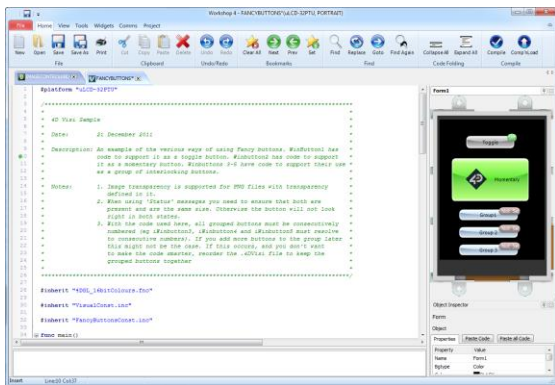 Workshop 4 - FANCYBUTTONS*(uLCD-32PTU, PORTRAIT)
File Home View Tools Widgets Comms Project
New Open Save Save As Print Cut Copy Paste Delete Undo Redo Clear All Next Prev Set Find Replace Goto Find Again Collapse All Expand All Compile Comp'nLoad
File Clipboard Undo/Redo Bookmarks Find Code Folding Compile
FANCYBUTTONS*
#platform "uLCD-32PTU"
4D Visi Sample
Date: 21 December 2011
Description: An example of the various ways of using Fancy buttons. Winbutton1 has
code to support it as a toggle button. Winbutton2 has code to support
it as a momentary button. Winbuttons 3-5 have code to support their use
as a group of interlocking buttons.
Notes: 1. Image transparency is supported for PNG files with transparency
defined in it.
2. When using 'Status' messages you need to ensure that both are
present and are the same size. Otherwise the button will not look
right in both states.
3. With the code used here, all grouped buttons must be consecutively
numbered (eg iWinbutton3, iWinbutton4 and iWinbutton5 must resolve
to consecutive numbers). If you add more buttons to the group later
this might not be the case. If this occurs, and you don't want
to make the code smarter, reorder the .4DVisi file to keep the
grouped buttons together
#inherit "4DGL_16bitColours.fnc"
#inherit "VisualConst.inc"
#inherit "FancyButtonsConst.inc"
func main()
Form1
Toggle
4D Momentary
Group1
Group 2
Group 3
Object Inspector
Form
Object
Properties Paste Code Paste all Code
Property Value
Name Form1
Bgtype Color
Insert Line:10 Col:37